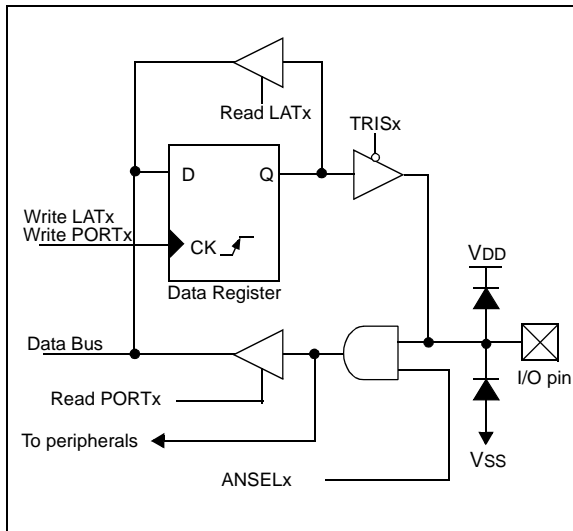 Read LATx
TRISx
D Q
Write LATx
Write PORTx
CK
Data Register
VDD
Data Bus
I/O pin
Read PORTx
To peripherals
VSS
ANSELx